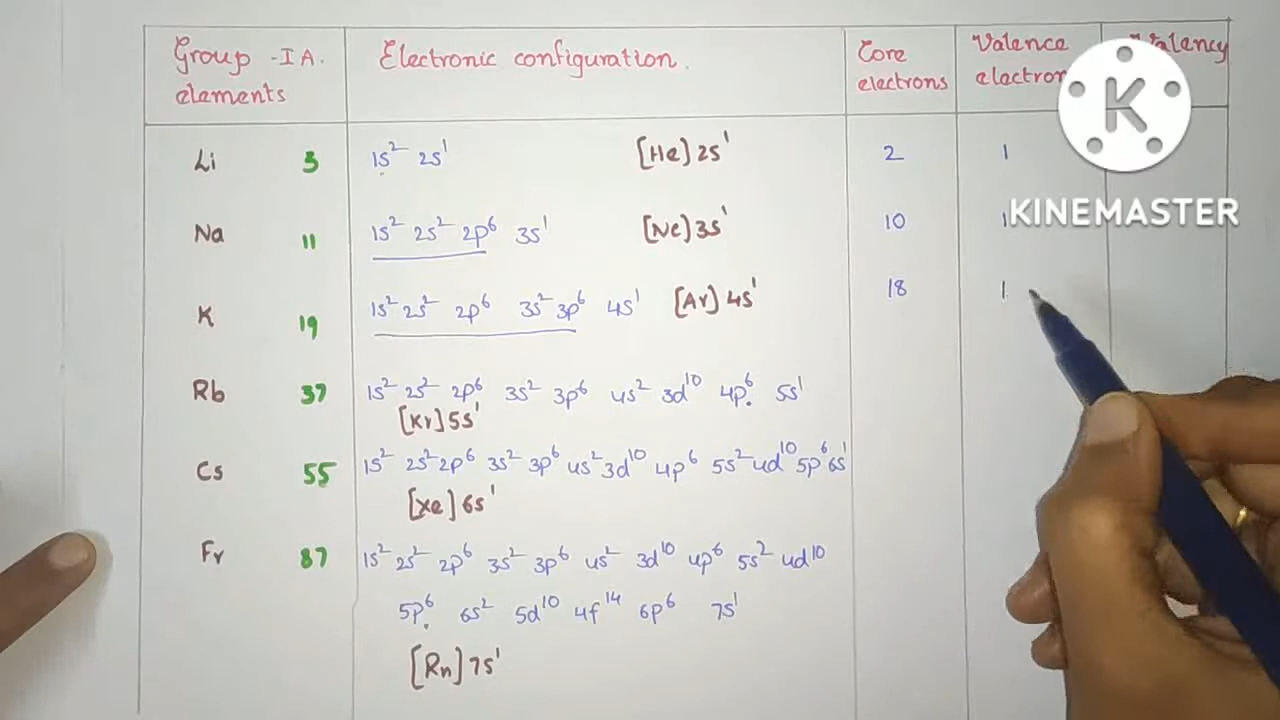 Group -IA. Electronic configuration. Core Valence Valency
elements electrons electron
Li 3 1s² 2s¹ [He] 2s¹ 2 1
Na 11 1s² 2s² 2p⁶ 3s¹ [Ne] 3s¹ 10 1
K 19 1s² 2s² 2p⁶ 3s² 3p⁶ 4s¹ [Ar] 4s¹ 18 1
Rb 37 1s² 2s² 2p⁶ 3s² 3p⁶ 4s² 3d¹⁰ 4p⁶ 5s¹
[Kr] 5s¹
Cs 55 1s² 2s² 2p⁶ 3s² 3p⁶ 4s² 3d¹⁰ 4p⁶ 5s² 4d¹⁰ 5p⁶ 6s¹
[Xe] 6s¹
Fr 87 1s² 2s² 2p⁶ 3s² 3p⁶ 4s² 3d¹⁰ 4p⁶ 5s² 4d¹⁰
5p⁶ 6s² 5d¹⁰ 4f¹⁴ 6p⁶ 7s¹
[Rn] 7s¹
K
KINEMASTER